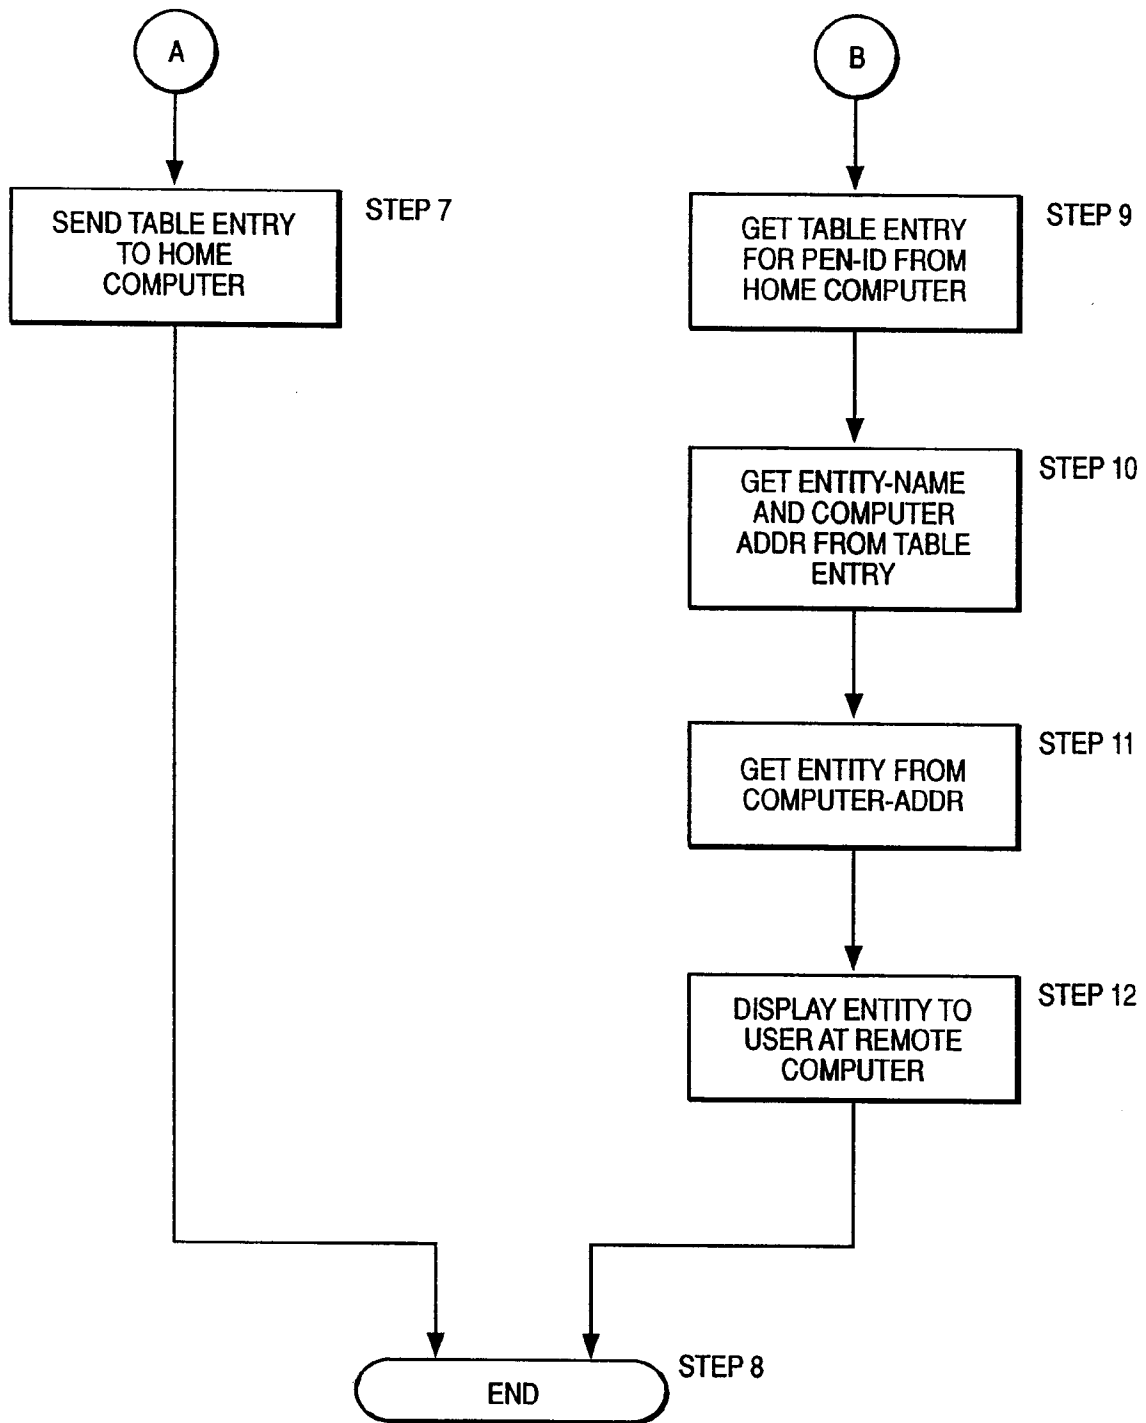 A
SEND TABLE ENTRY
TO HOME
COMPUTER
STEP 7
B
GET TABLE ENTRY
FOR PEN-ID FROM
HOME COMPUTER
STEP 9
GET ENTITY-NAME
AND COMPUTER
ADDR FROM TABLE
ENTRY
STEP 10
GET ENTITY FROM
COMPUTER-ADDR
STEP 11
DISPLAY ENTITY TO
USER AT REMOTE
COMPUTER
STEP 12
END
STEP 8